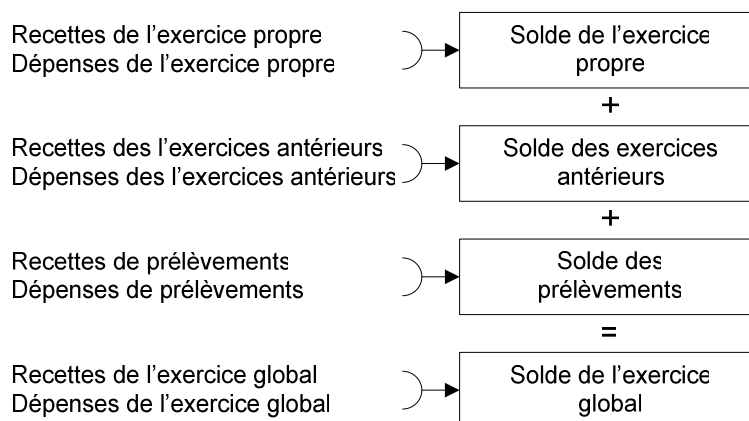 Recettes de l’exercice propre
Dépenses de l’exercice propre
Solde de l’exercice
propre
+
Recettes des l’exercices antérieurs
Dépenses des l’exercices antérieurs
Solde des exercices
antérieurs
+
Recettes de prélèvements
Dépenses de prélèvements
Solde des
prélèvements
=
Recettes de l’exercice global
Dépenses de l’exercice global
Solde de l’exercice
global